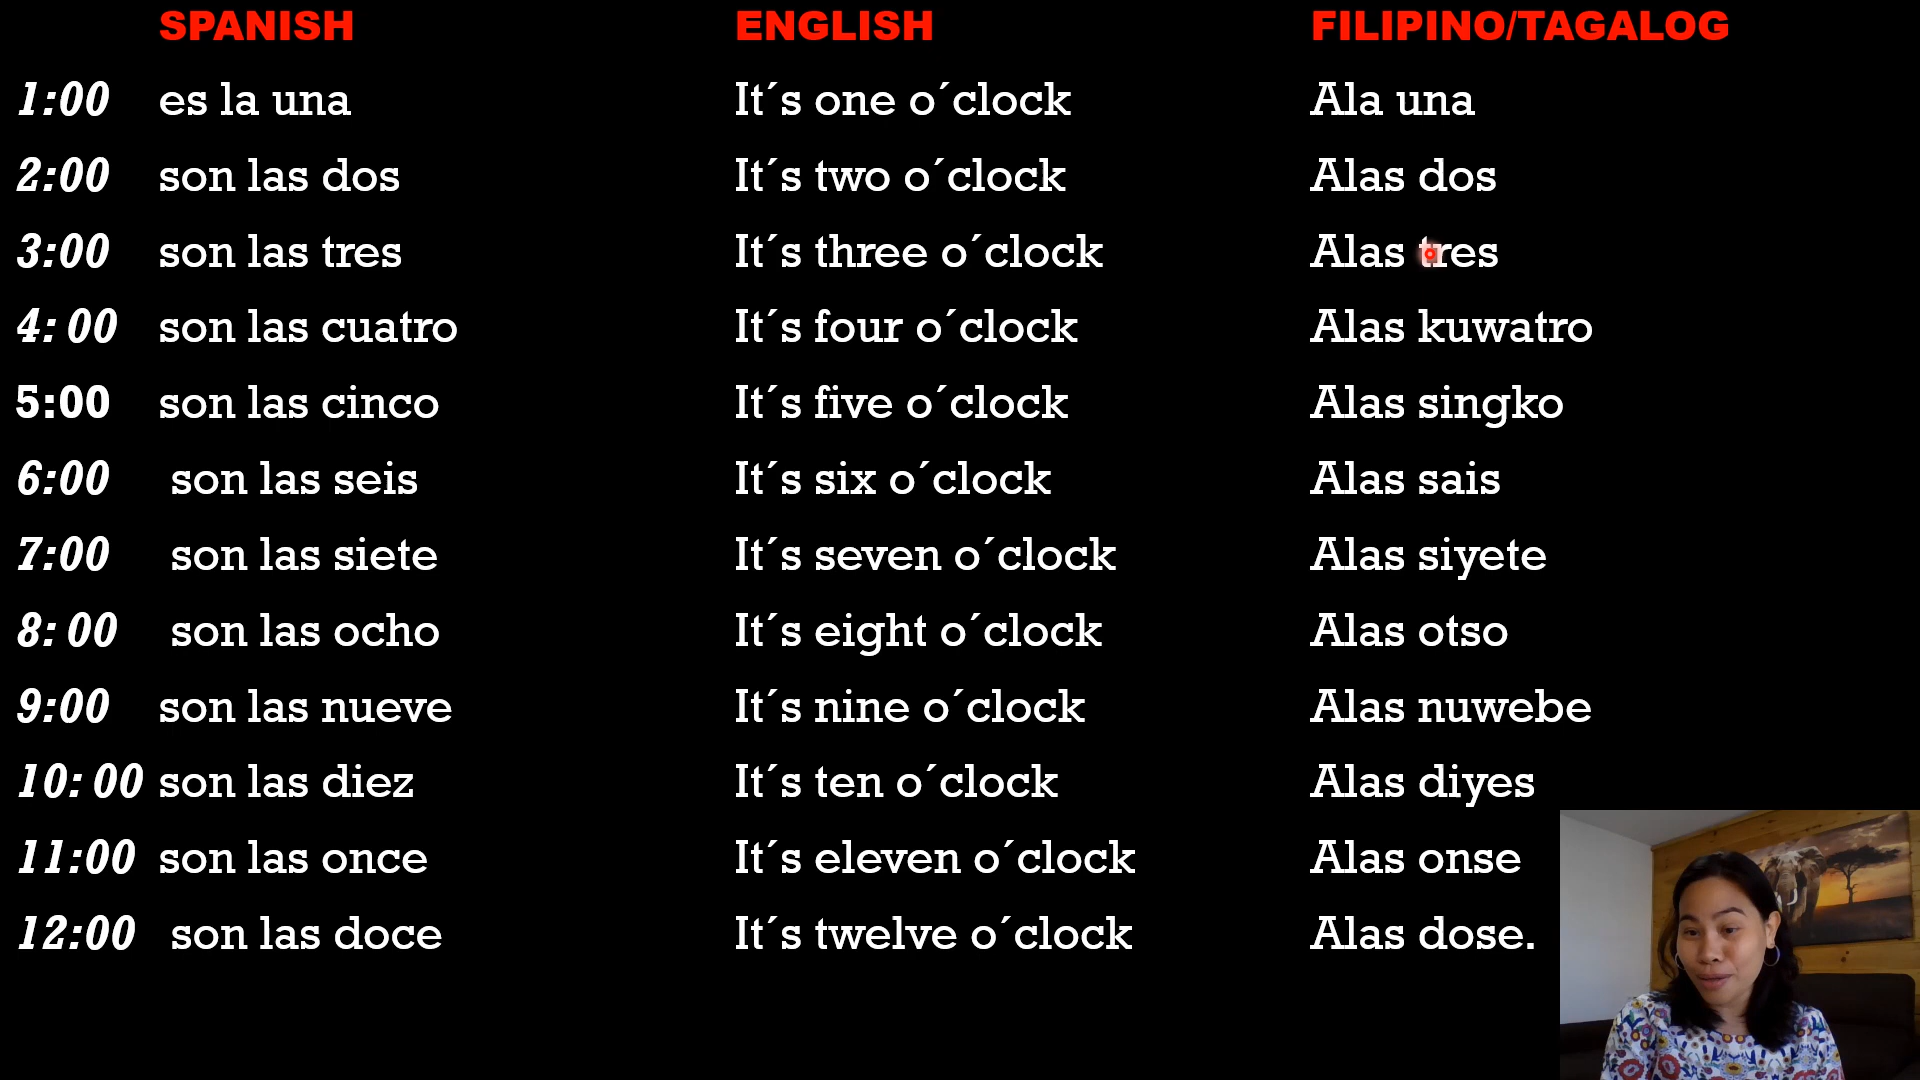 SPANISH ENGLISH FILIPINO/TAGALOG
1:00 es la una It´s one o´clock Ala una
2:00 son las dos It´s two o´clock Alas dos
3:00 son las tres It´s three o´clock Alas tres
4:00 son las cuatro It´s four o´clock Alas kuwatro
5:00 son las cinco It´s five o´clock Alas singko
6:00 son las seis It´s six o´clock Alas sais
7:00 son las siete It´s seven o´clock Alas siyete
8:00 son las ocho It´s eight o´clock Alas otso
9:00 son las nueve It´s nine o´clock Alas nuwebe
10:00 son las diez It´s ten o´clock Alas diyes
11:00 son las once It´s eleven o´clock Alas onse
12:00 son las doce It´s twelve o´clock Alas dose.